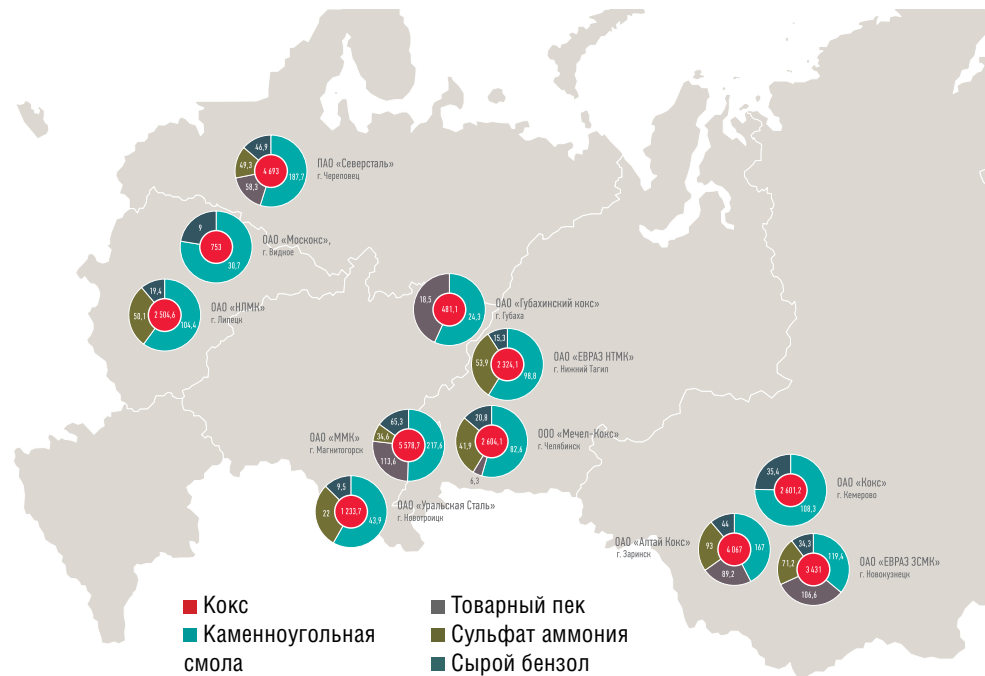 46,9
49,3
4 693
187,7
58,3
ПАО «Северсталь»
г. Череповец
9
753
30,7
ОАО «Москокс»,
г. Видное
19,4
50,1
2 504,6
104,4
ОАО «НЛМК»
г. Липецк
18,5
481,1
24,3
ОАО «Губахинский кокс»
г. Губаха
15,3
53,9
2 324,1
98,8
ОАО «ЕВРАЗ НТМК»
г. Нижний Тагил
ОАО «ММК»
г. Магнитогорск
65,3
34,6
5 578,7
217,6
113,6
20,8
41,9
2 604,1
82,6
6,3
ООО «Мечел-Кокс»
г. Челябинск
9,5
22
1 233,7
43,9
ОАО «Уральская Сталь»
г. Новотроицк
35,4
2 601,2
108,3
ОАО «Кокс»
г. Кемерово
ОАО «Алтай Кокс»
г. Заринск
44
93
4 067
167
89,2
34,3
119,4
71,2
3 431
106,6
ОАО «ЕВРАЗ ЗСМК»
г. Новокузнецк
Кокс
Каменноугольная
смола
Товарный пек
Сульфат аммония
Сырой бензол